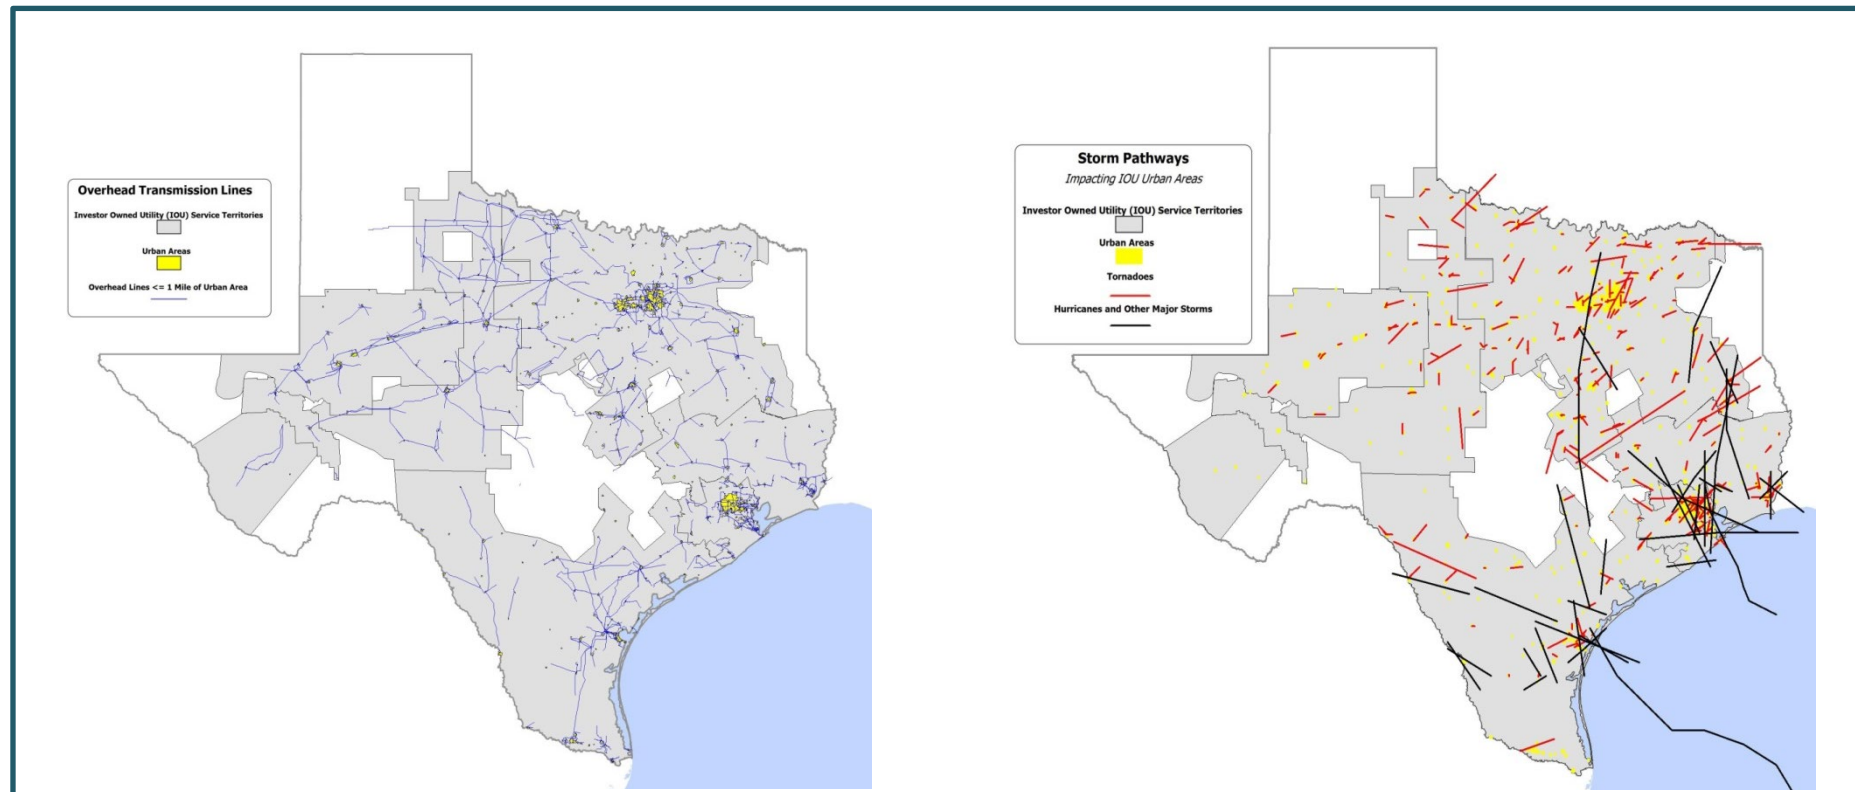 Overhead Transmission Lines
Investor Owned Utility (IOU) Service Territories
Urban Areas
Overhead Lines <= 1 Mile of Urban Area
Storm Pathways
Impacting IOU Urban Areas
Investor Owned Utility (IOU) Service Territories
Urban Areas
Tornadoes
Hurricanes and Other Major Storms